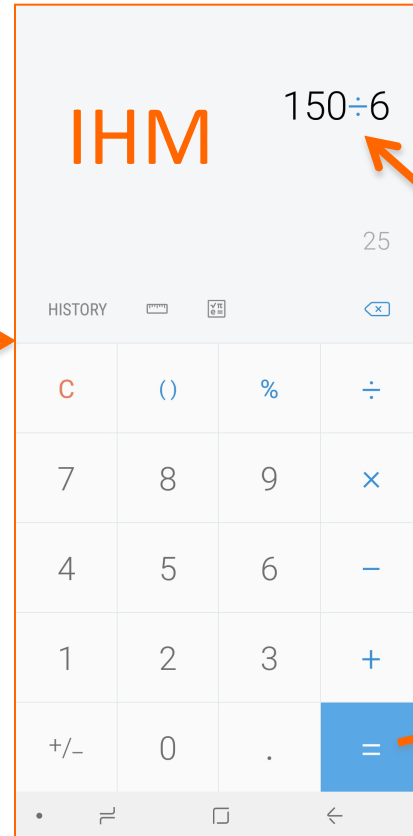 150÷6
IHM
25
HISTORY
√π
e=
C ( ) % ÷
7 8 9 ×
4 5 6 −
1 2 3 +
+/− 0 . =